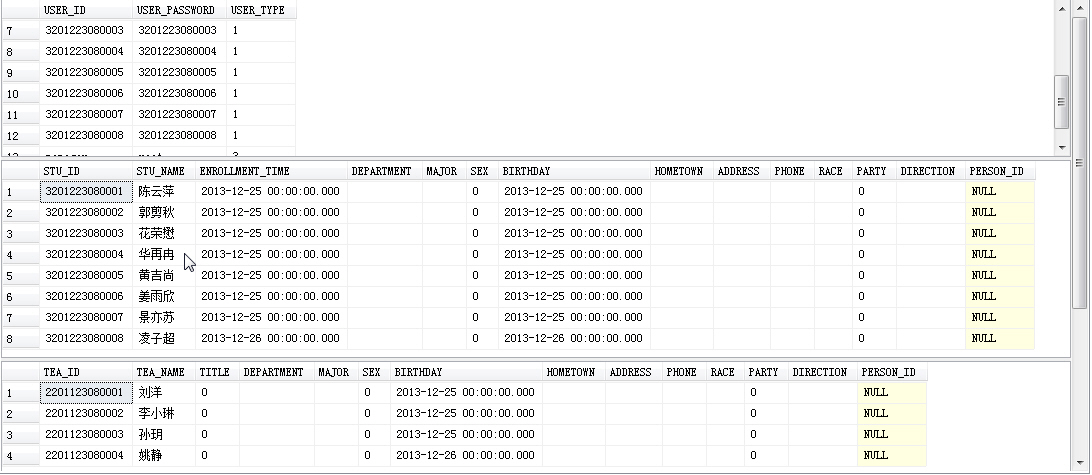 USER_ID USER_PASSWORD USER_TYPE
7 3201223080003 3201223080003 1
8 3201223080004 3201223080004 1
9 3201223080005 3201223080005 1
10 3201223080006 3201223080006 1
11 3201223080007 3201223080007 1
12 3201223080008 3201223080008 1
STU_ID STU_NAME ENROLLMENT_TIME DEPARTMENT MAJOR SEX BIRTHDAY HOMETOWN ADDRESS PHONE RACE PARTY DIRECTION PERSON_ID
1 3201223080001 陈云萍 2013-12-25 00:00:00.000 0 2013-12-25 00:00:00.000 0 NULL
2 3201223080002 郭剪秋 2013-12-25 00:00:00.000 0 2013-12-25 00:00:00.000 0 NULL
3 3201223080003 花荣懋 2013-12-25 00:00:00.000 0 2013-12-25 00:00:00.000 0 NULL
4 3201223080004 华再冉 2013-12-25 00:00:00.000 0 2013-12-25 00:00:00.000 0 NULL
5 3201223080005 黄吉尚 2013-12-25 00:00:00.000 0 2013-12-25 00:00:00.000 0 NULL
6 3201223080006 姜雨欣 2013-12-25 00:00:00.000 0 2013-12-25 00:00:00.000 0 NULL
7 3201223080007 景亦苏 2013-12-25 00:00:00.000 0 2013-12-25 00:00:00.000 0 NULL
8 3201223080008 凌子超 2013-12-26 00:00:00.000 0 2013-12-26 00:00:00.000 0 NULL
TEA_ID TEA_NAME TITLE DEPARTMENT MAJOR SEX BIRTHDAY HOMETOWN ADDRESS PHONE RACE PARTY DIRECTION PERSON_ID
1 2201123080001 刘洋 0 0 2013-12-25 00:00:00.000 0 NULL
2 2201123080002 李小琳 0 0 2013-12-25 00:00:00.000 0 NULL
3 2201123080003 孙玥 0 0 2013-12-25 00:00:00.000 0 NULL
4 2201123080004 姚静 0 0 2013-12-26 00:00:00.000 0 NULL